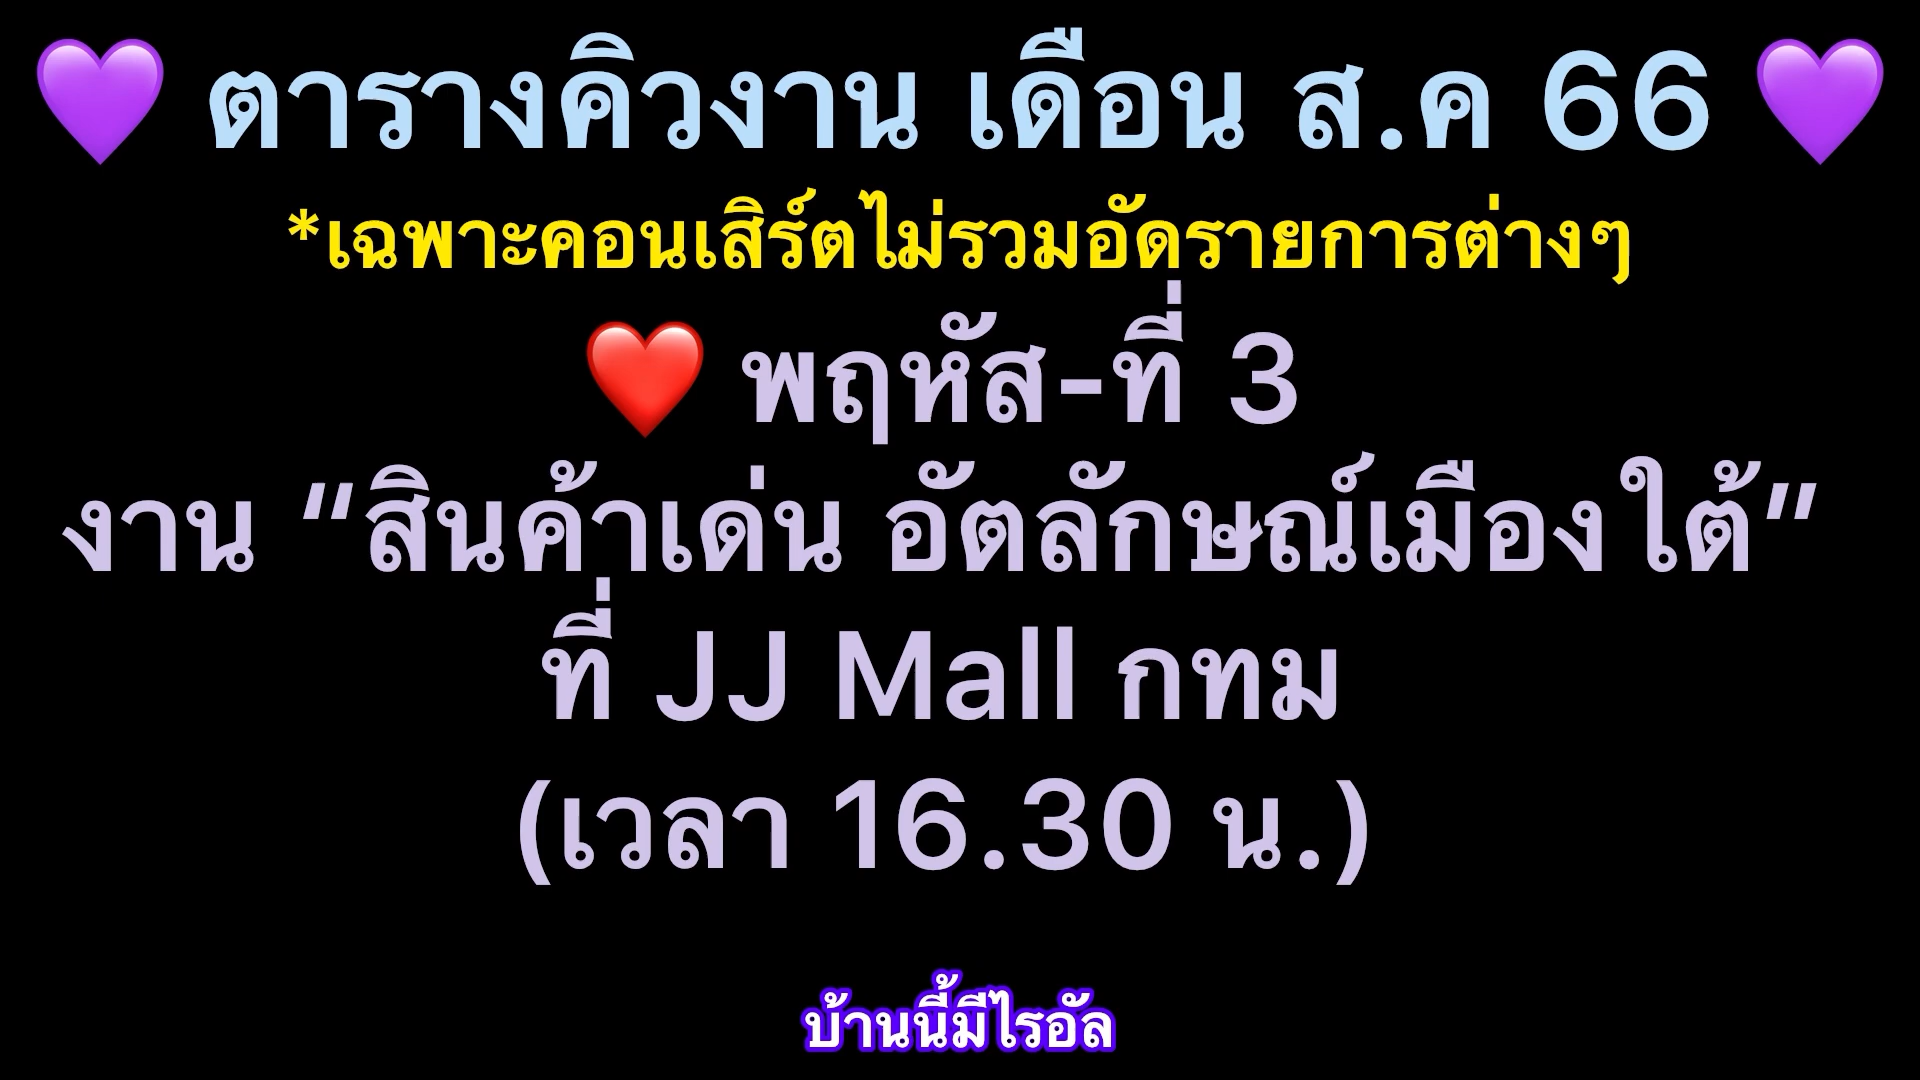 💜 ตารางคิวงาน เดือน ส.ค 66 💜
*เฉพาะคอนเสิร์ตไม่รวมอัดรายการต่างๆ
❤️ พฤหัส-ที่ 3
งาน “สินค้าเด่น อัตลักษณ์เมืองใต้”
ที่ JJ Mall กทม
(เวลา 16.30 น.)
บ้านนี้มีไรอัล